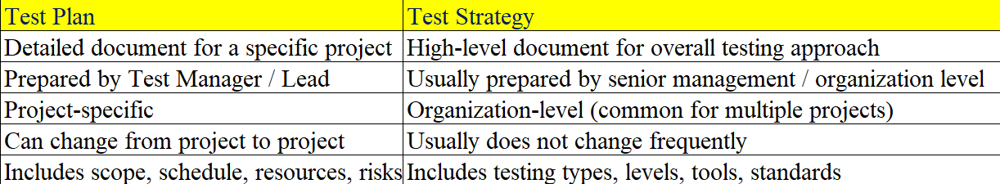 Test Plan Test Strategy
Detailed document for a specific project High-level document for overall testing approach
Prepared by Test Manager / Lead Usually prepared by senior management / organization level
Project-specific Organization-level (common for multiple projects)
Can change from project to project Usually does not change frequently
Includes scope, schedule, resources, risks Includes testing types, levels, tools, standards